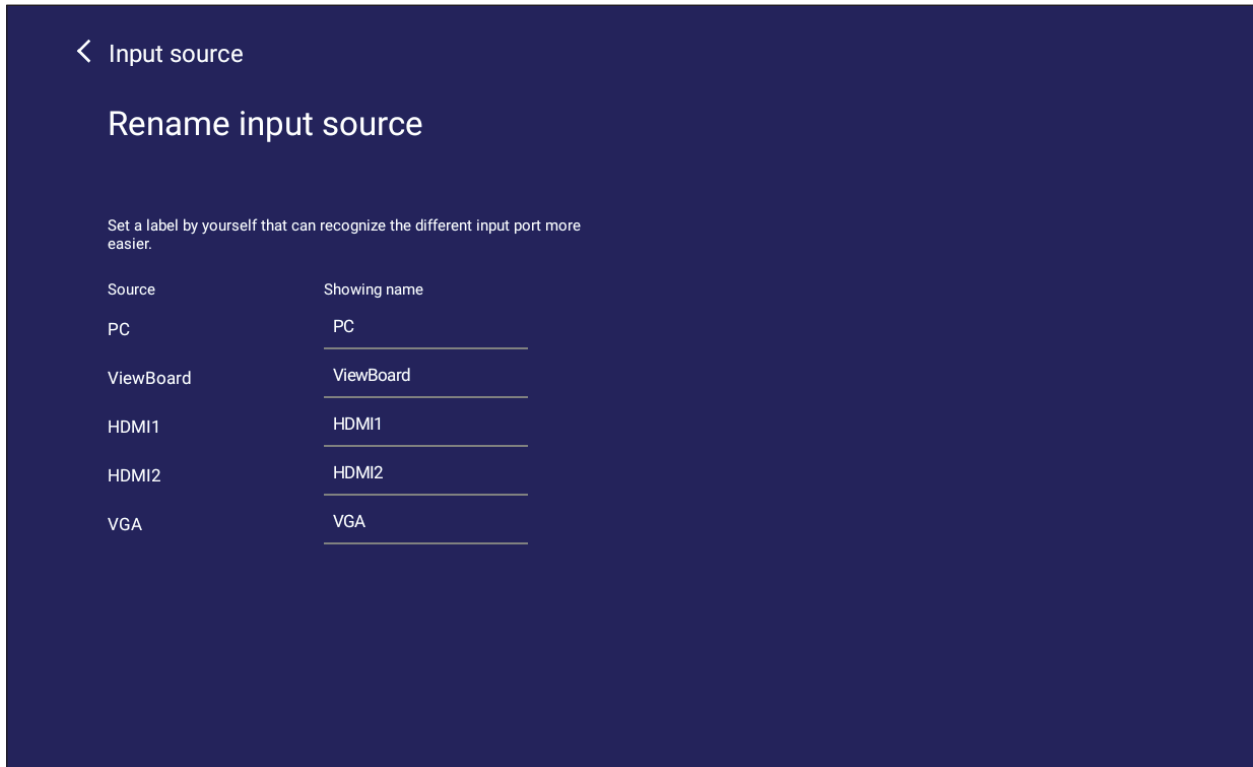 Input source
Rename input source
Set a label by yourself that can recognize the different input port more
easier.
Source Showing name
PC PC
ViewBoard ViewBoard
HDMI1 HDMI1
HDMI2 HDMI2
VGA VGA